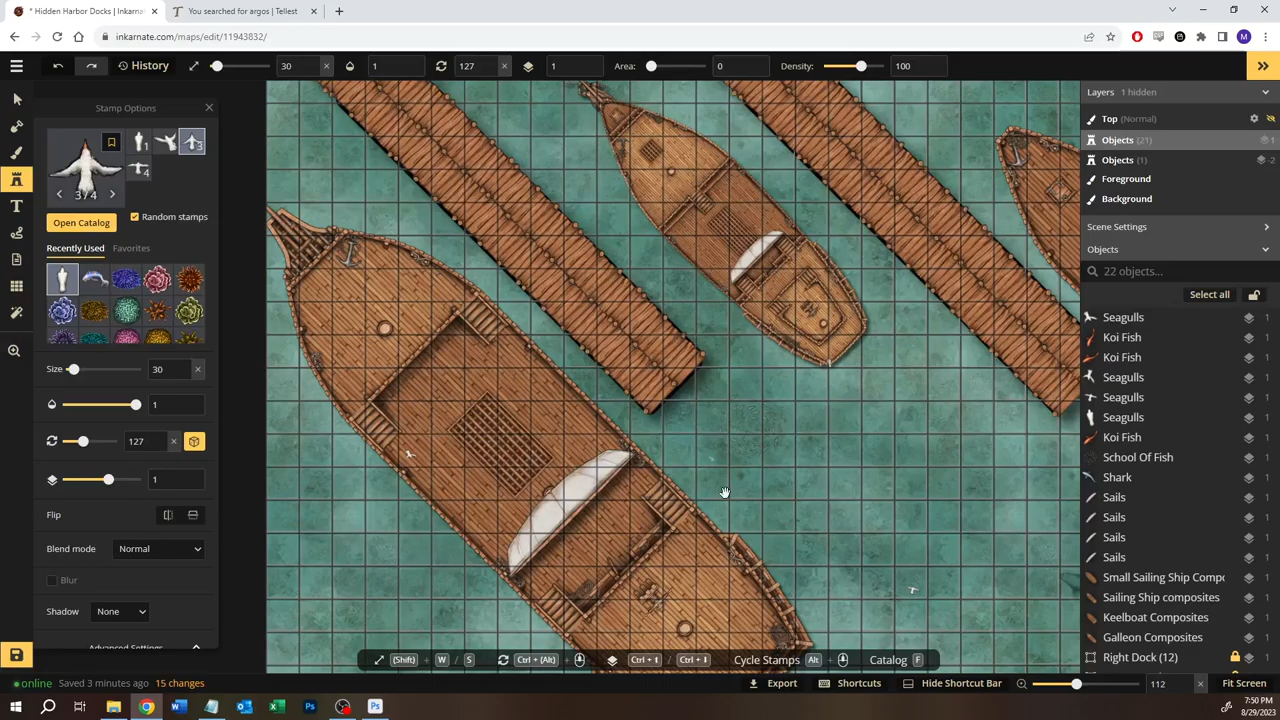 * Hidden Harbor Docks | Inkarna
You searched for argos | Tellest
inkarnate.com/maps/edit/11943832/
M
History
30
1
127
1
Area:
0
Density:
100
Stamp Options
1
3
4
3/4
Open Catalog
Random stamps
Recently Used
Favorites
Size
30
1
127
1
Flip
Blend mode
Normal
Blur
Shadow
None
Advanced Settings
Layers 1 hidden
Top (Normal)
Objects (21)
1
Objects (1)
-2
Foreground
Background
Scene Settings
Objects
22 objects...
Select all
Seagulls
Koi Fish
Koi Fish
Seagulls
Seagulls
Seagulls
Koi Fish
School Of Fish
Shark
Sails
Sails
Sails
Sails
Small Sailing Ship Compo
Sailing Ship composites
Keelboat Composites
Galleon Composites
Right Dock (12)
(Shift) + W / S
Ctrl + (Alt) +
Ctrl + ↑ / Ctrl + ↓
Cycle Stamps Alt +
Catalog F
online
Saved 3 minutes ago
15 changes
Export
Shortcuts
Hide Shortcut Bar
112
Fit Screen
7:50 PM
8/29/2023